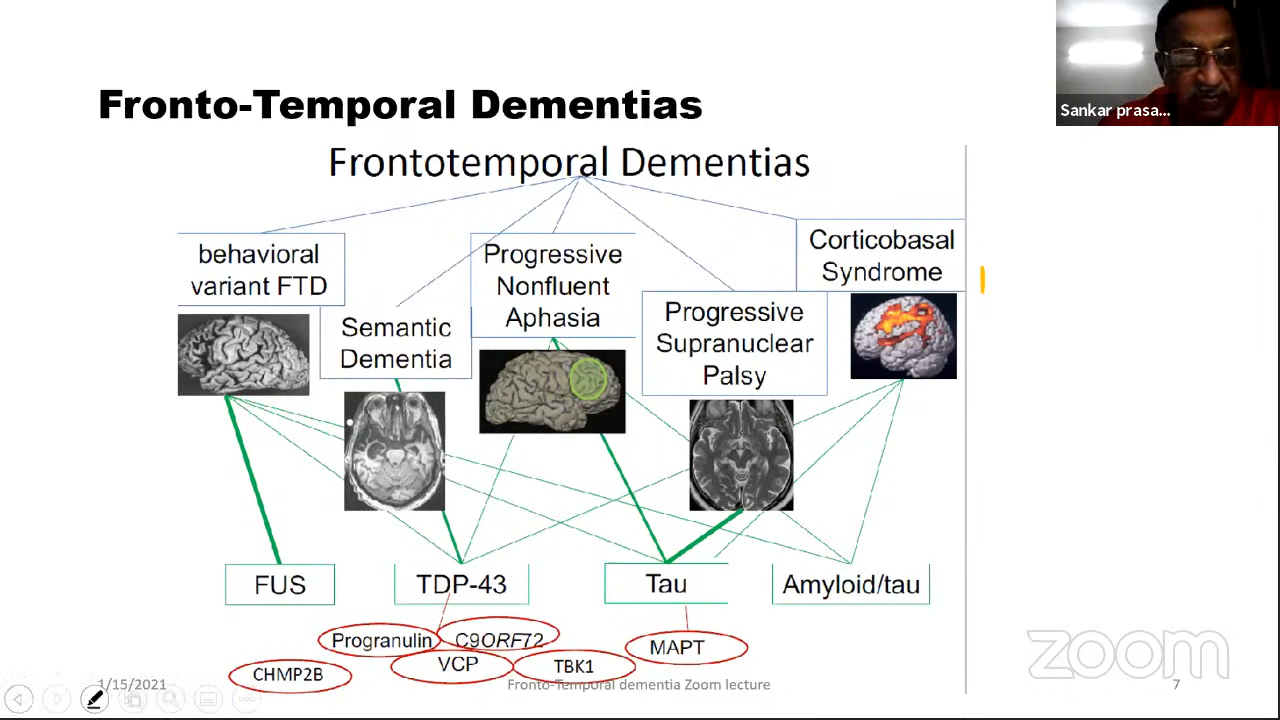 Sankar prasa...
Fronto-Temporal Dementias
Frontotemporal Dementias
behavioral
variant FTD
Semantic
Dementia
Progressive
Nonfluent
Aphasia
Progressive
Supranuclear
Palsy
Corticobasal
Syndrome
FUS
TDP-43
Tau
Amyloid/tau
Progranulin
C9ORF72
MAPT
CHMP2B
VCP
TBK1
1/15/2021
Fronto-Temporal dementia Zoom lecture
7
zoom